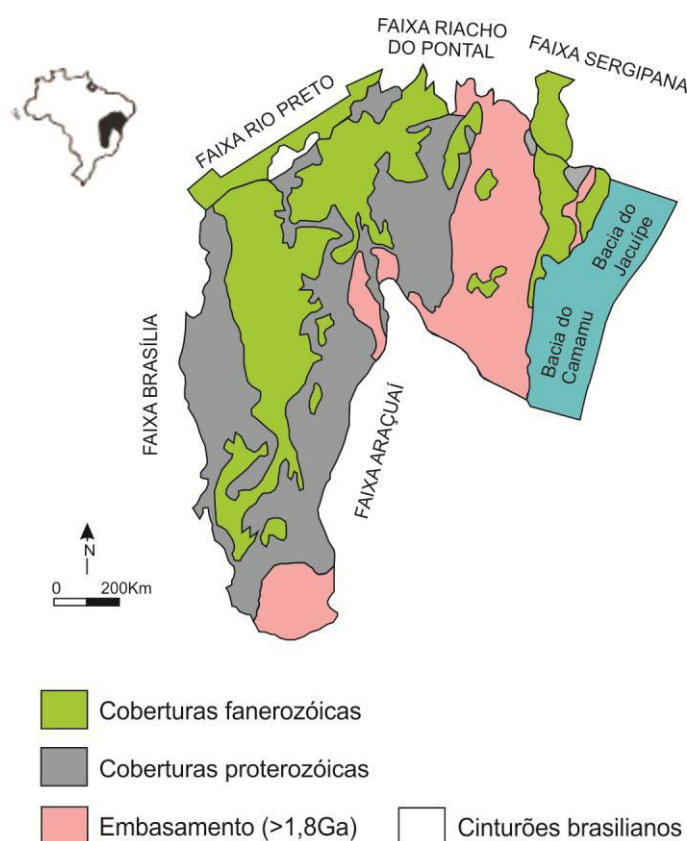 FAIXA RIACHO
DO PONTAL
FAIXA SERGIPANA
FAIXA RIO PRETO
Bacia do
Jacuípe
Bacia do
Camamu
FAIXA BRASÍLIA
FAIXA ARAÇUAÍ
N
0 200Km
Coberturas fanerozóicas
Coberturas proterozóicas
Embasamento (>1,8Ga)
Cinturões brasilianos